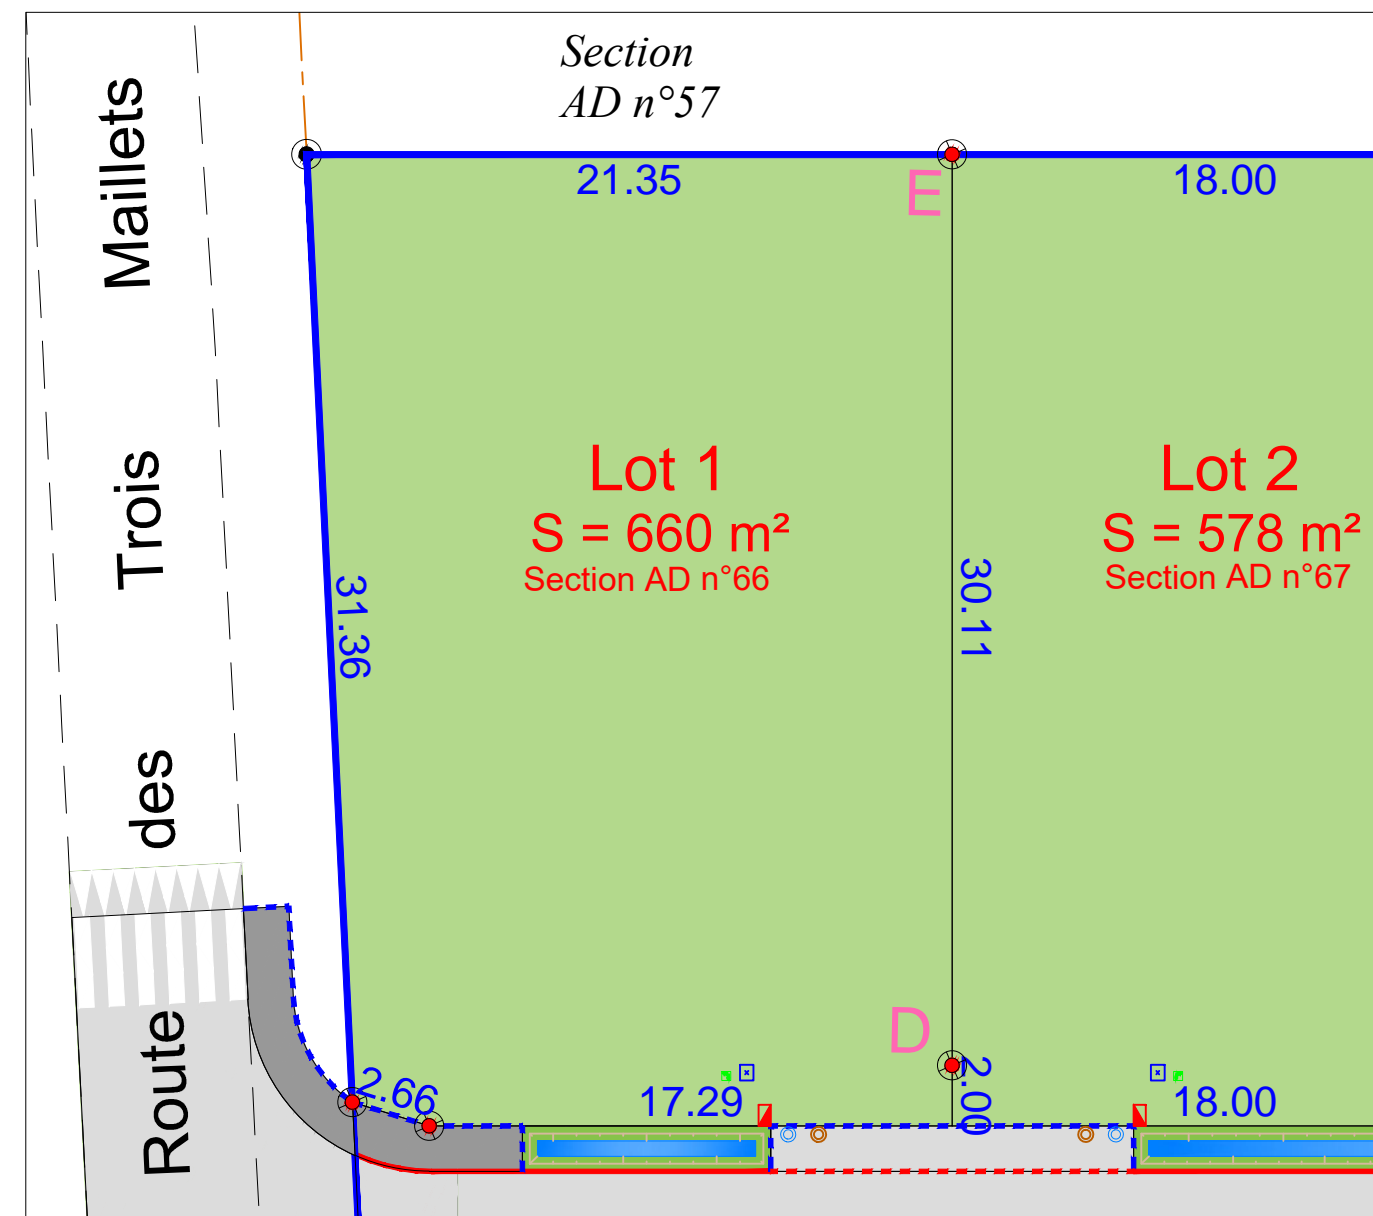 Section
AD n°57
21.35
E
18.00
Route des Trois Maillets
Lot 1
S = 660 m²
Section AD n°66
Lot 2
S = 578 m²
Section AD n°67
31.36
30.11
D
2.66
17.29
2.00
18.00